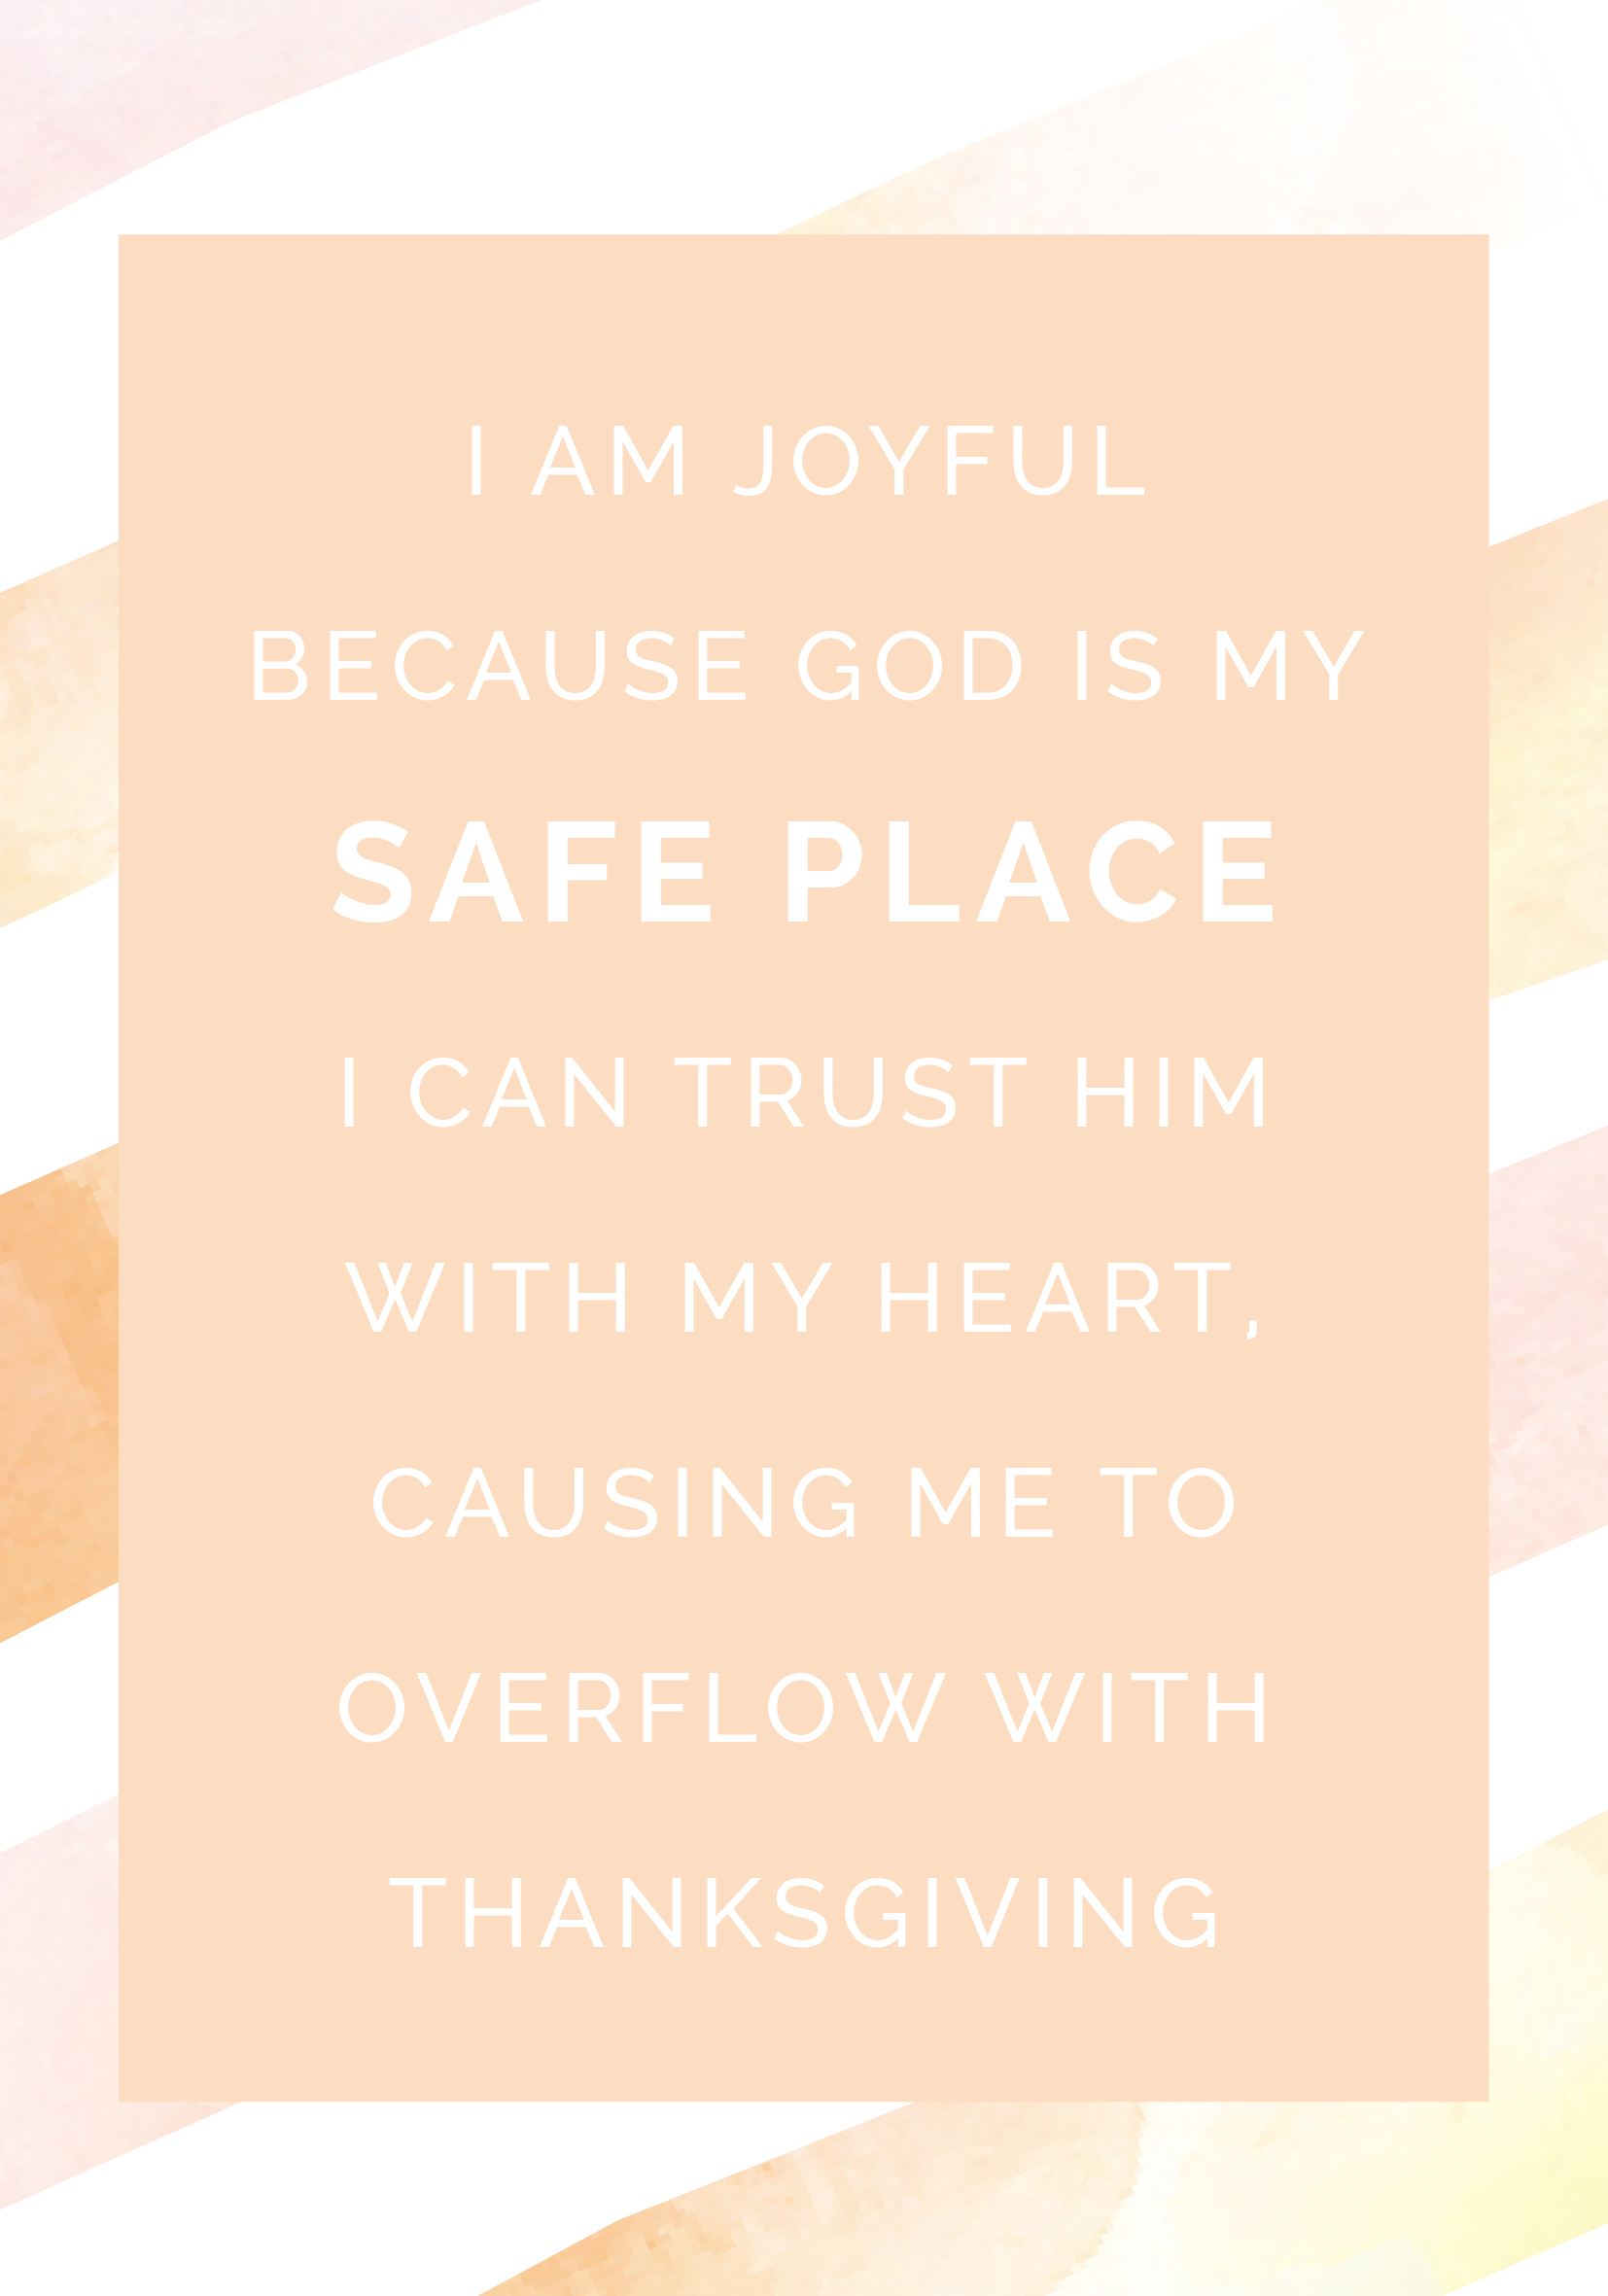 I AM JOYFUL
BECAUSE GOD IS MY
SAFE PLACE
I CAN TRUST HIM
WITH MY HEART,
CAUSING ME TO
OVERFLOW WITH
THANKSGIVING